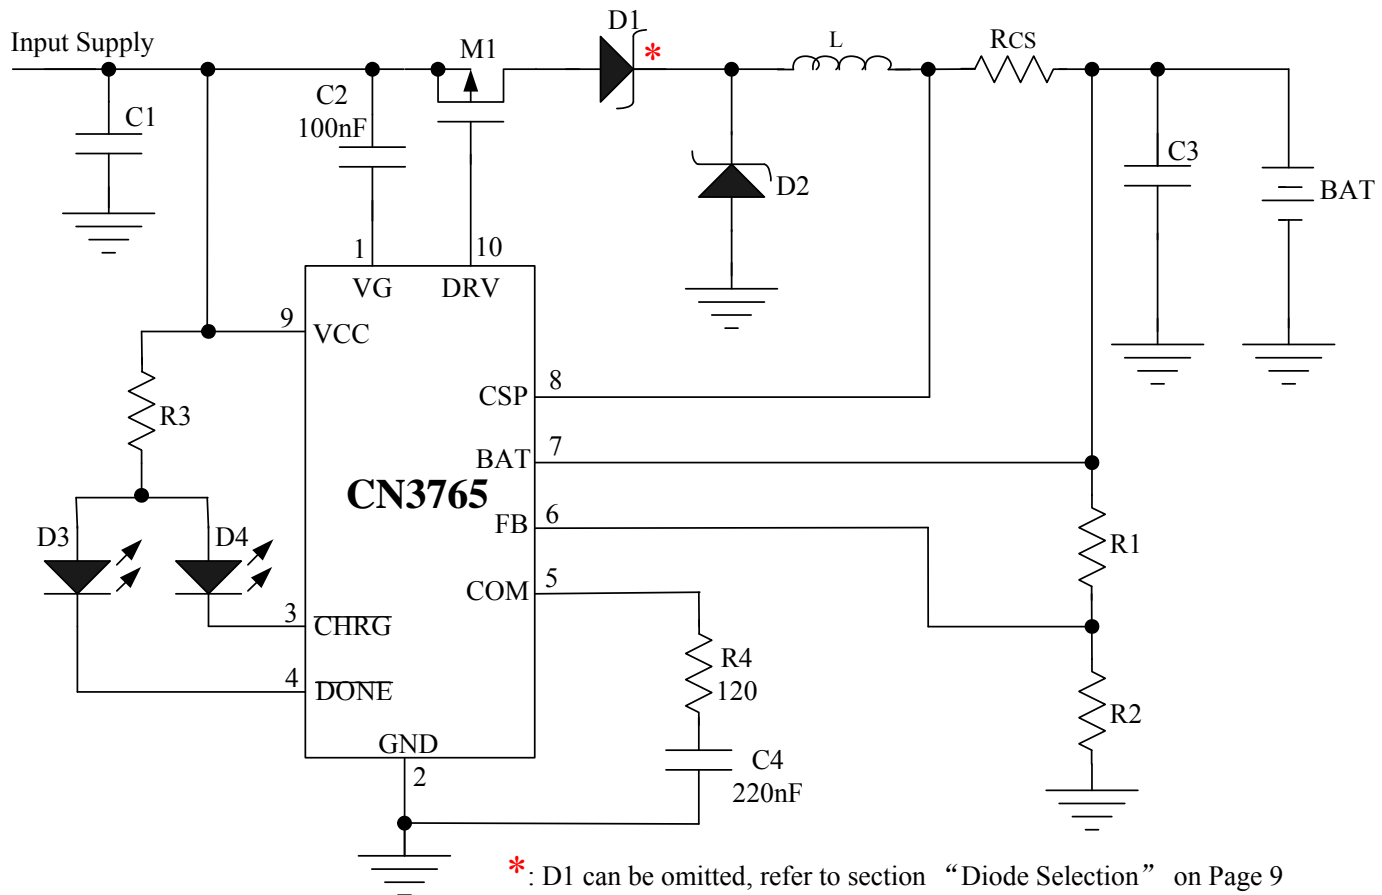 D1
Input Supply
M1
*
L
RCS
C2
100nF
C1
C3
D2
BAT
1
10
VG
DRV
9
VCC
8
CSP
R3
7
BAT
CN3765
6
FB
D3
D4
R1
5
COM
3
CHRG
R4
120
4
DONE
R2
GND
2
C4
220nF
*: D1 can be omitted, refer to section “Diode Selection” on Page 9